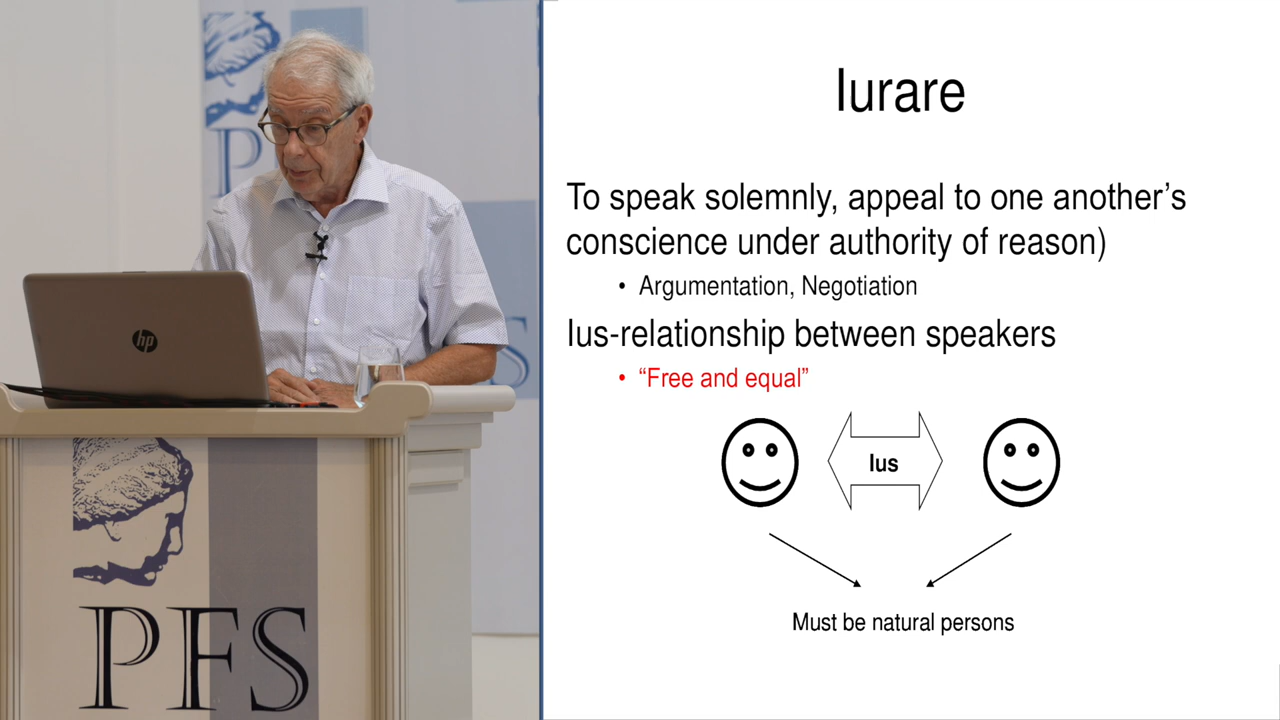 P
S
hp
PFS
Iurare
To speak solemnly, appeal to one another’s
conscience under authority of reason)
• Argumentation, Negotiation
Ius-relationship between speakers
• “Free and equal”
Ius
Must be natural persons